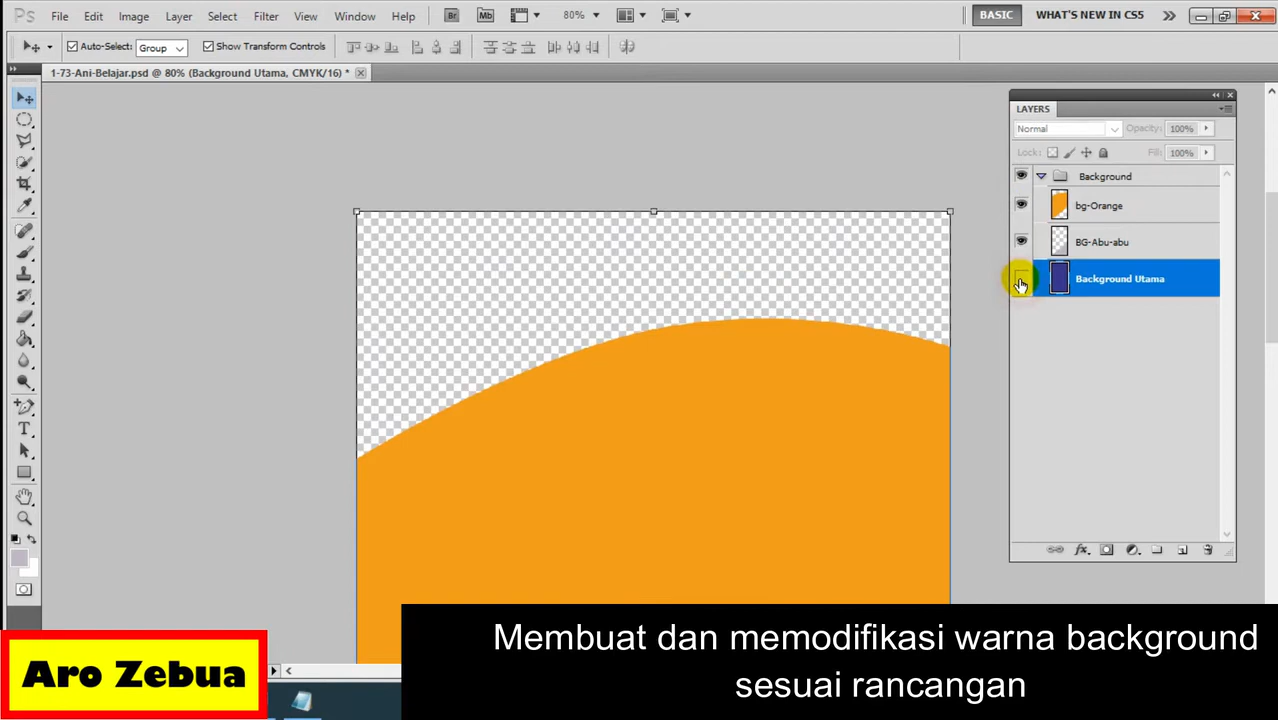 Ps File Edit Image Layer Select Filter View Window Help Br Mb 80% BASIC WHAT'S NEW IN CS5
Auto-Select: Group Show Transform Controls
1-73-Ani-Belajar.psd @ 80% (Background Utama, CMYK/16) *
LAYERS
Normal Opacity: 100%
Lock: Fill: 100%
Background
bg-Orange
BG-Abu-abu
Background Utama
Membuat dan memodifikasi warna background
sesuai rancangan
Aro Zebua